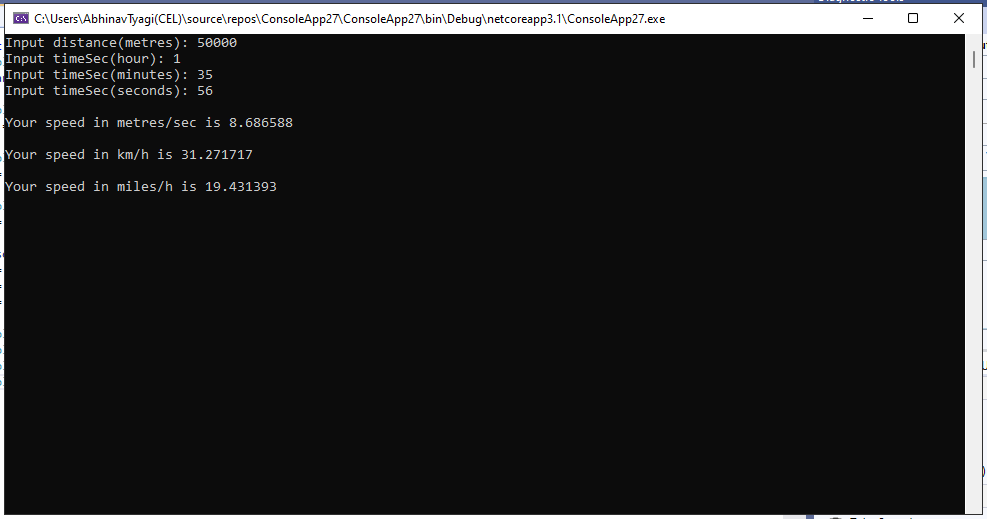 C:\Users\AbhinavTyagi(CEL)\source\repos\ConsoleApp27\ConsoleApp27\bin\Debug\netcoreapp3.1\ConsoleApp27.exe
Input distance(metres): 50000
Input timeSec(hour): 1
Input timeSec(minutes): 35
Input timeSec(seconds): 56
Your speed in metres/sec is 8.686588
Your speed in km/h is 31.271717
Your speed in miles/h is 19.431393